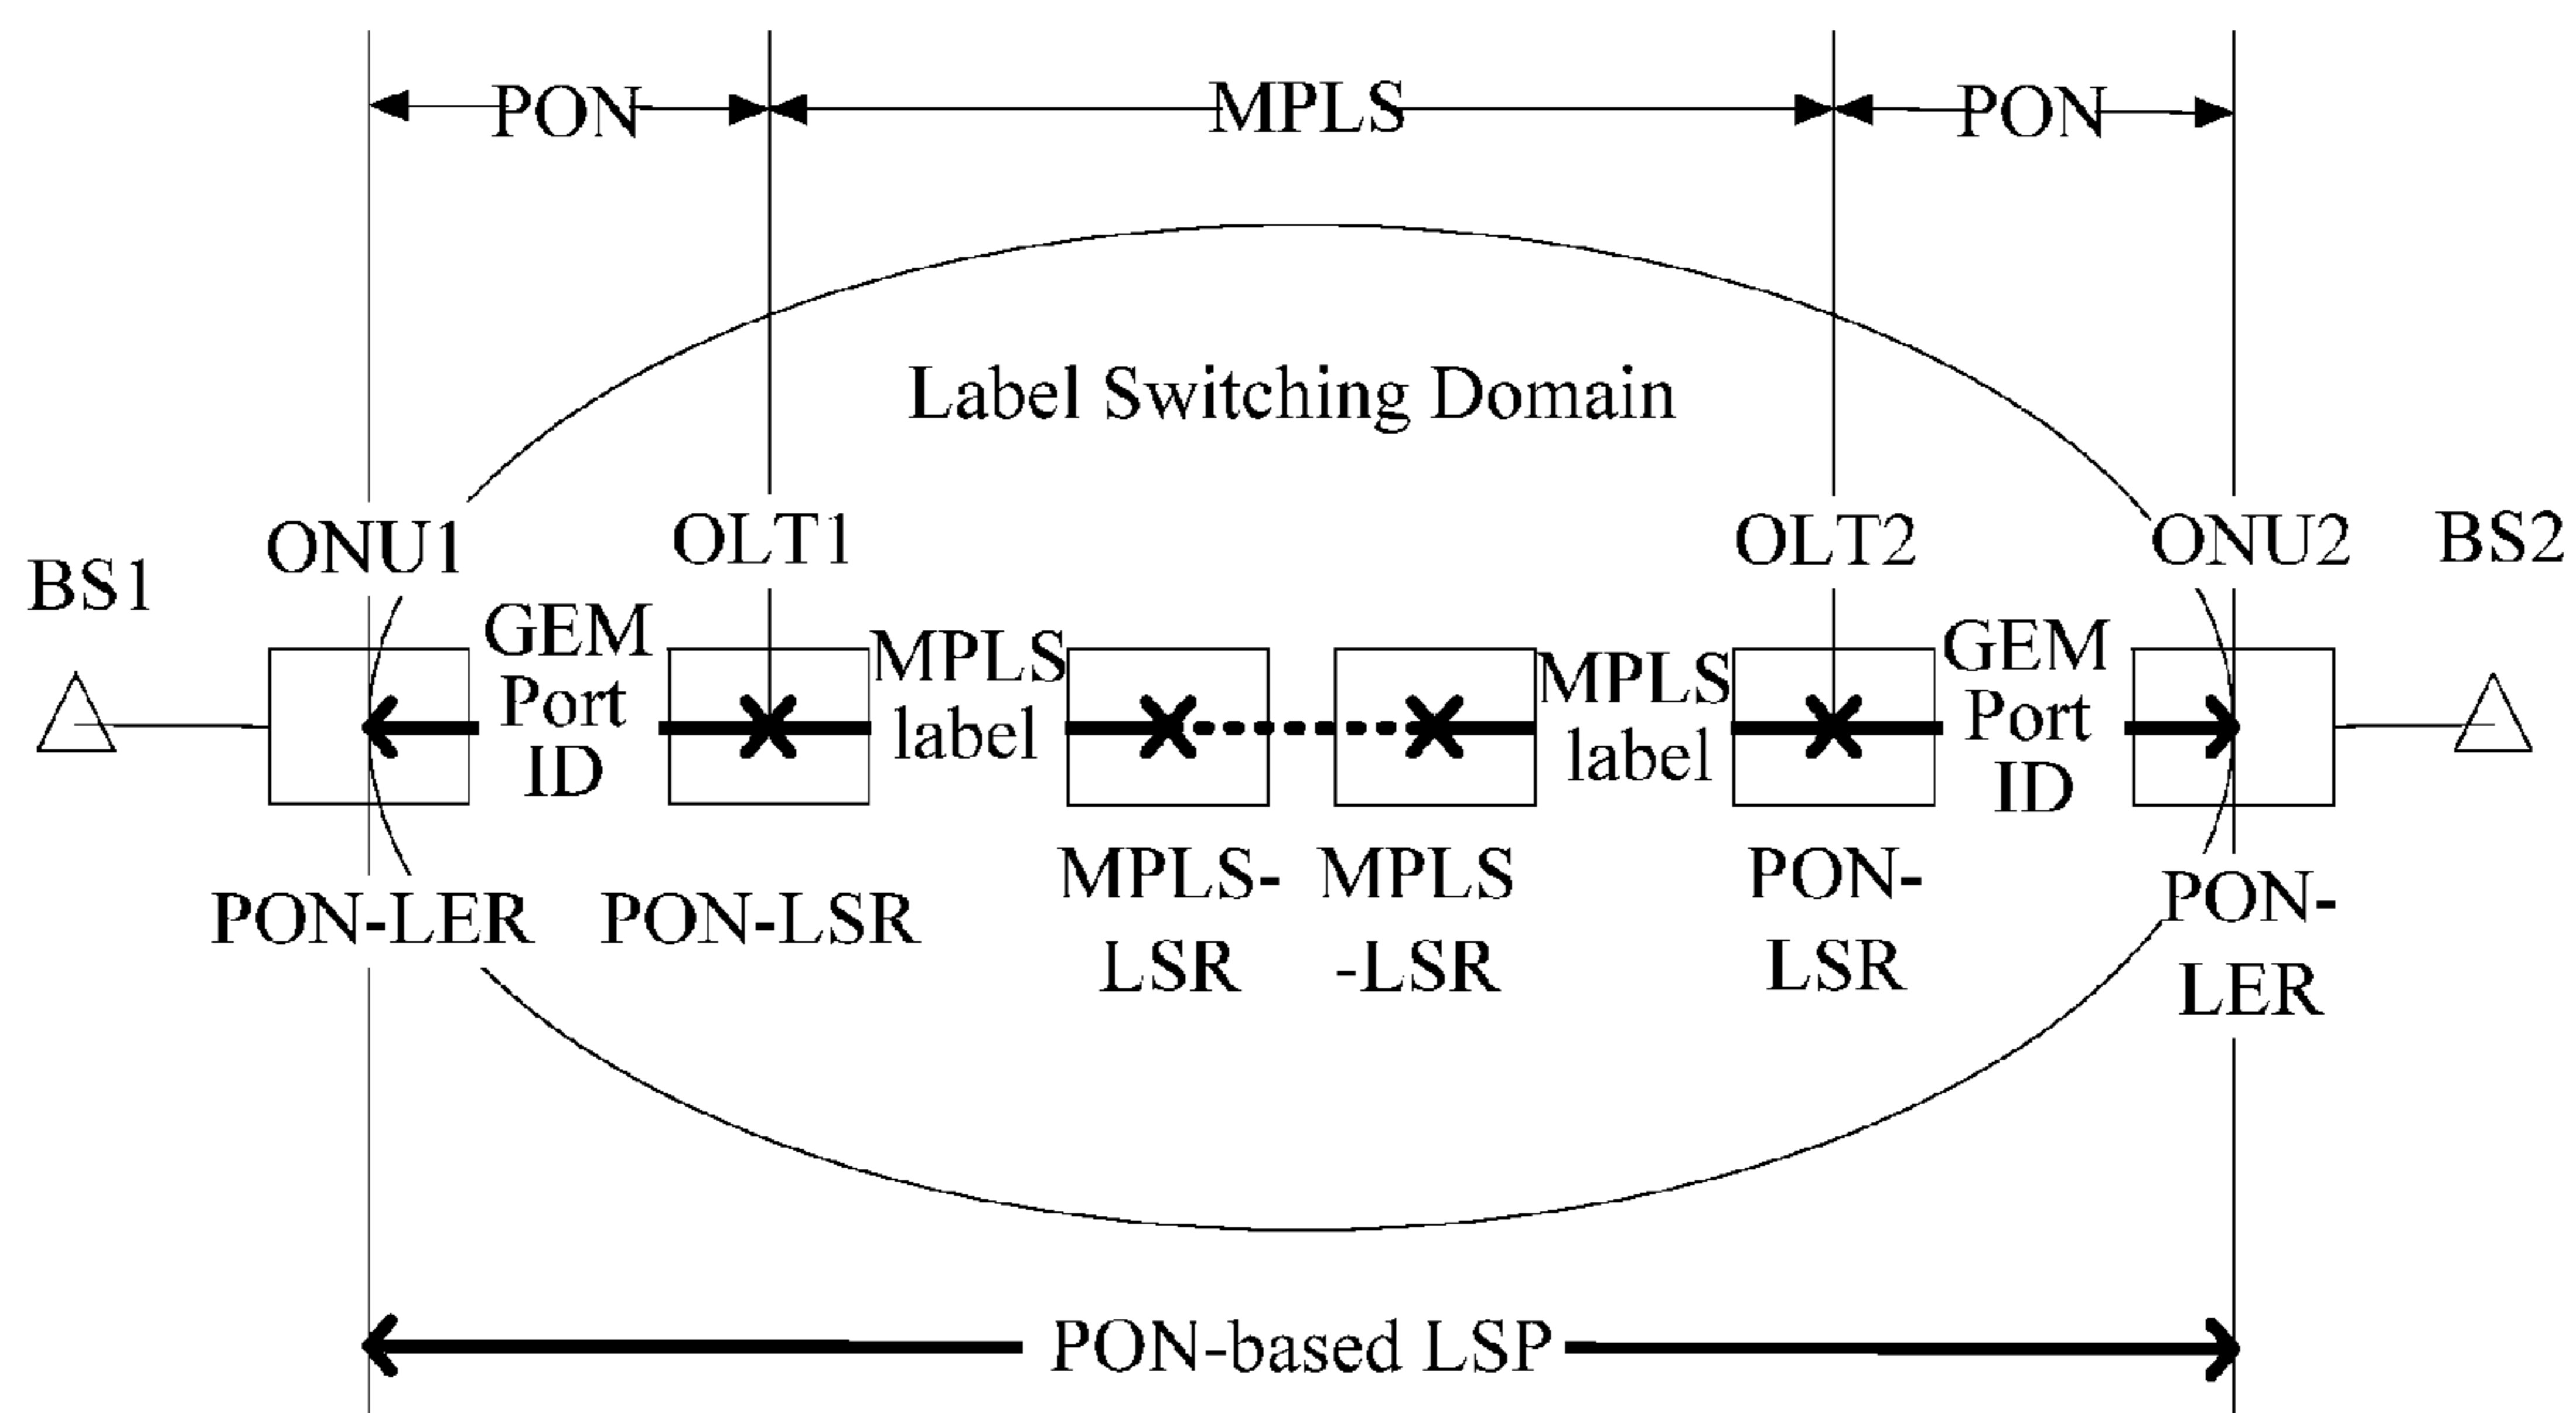 PON
MPLS
PON
Label Switching Domain
BS1
ONU1
OLT1
OLT2
ONU2
BS2
GEM
Port
ID
MPLS
label
MPLS
label
GEM
Port
ID
PON-LER
PON-LSR
MPLS-
LSR
MPLS
-LSR
PON-
LSR
PON-
LER
PON-based LSP